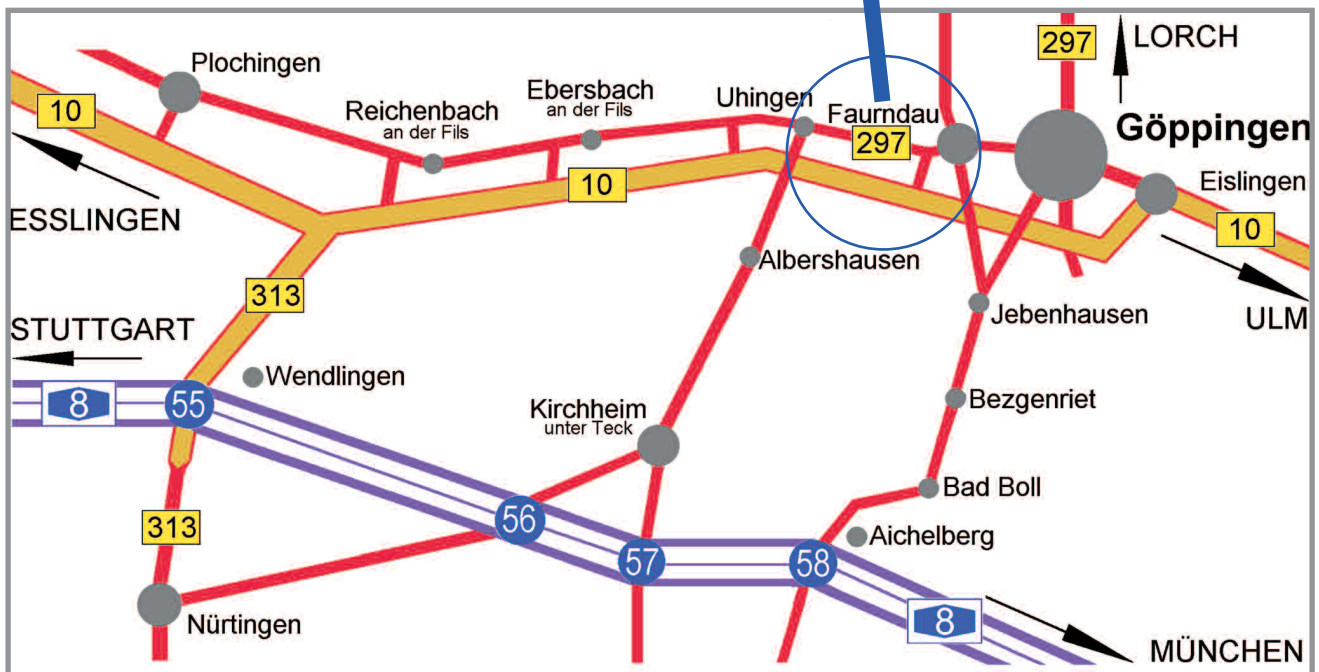 297
LORCH
Plochingen
10
Ebersbach
an der Fils
Uhingen
Faurndau
Reichenbach
an der Fils
297
Göppingen
10
Eislingen
ESSLINGEN
10
Albershausen
313
Jebenhausen
ULM
STUTTGART
Wendlingen
8
55
Bezgenriet
Kirchheim
unter Teck
Bad Boll
313
56
Aichelberg
57
58
Nürtingen
8
MÜNCHEN